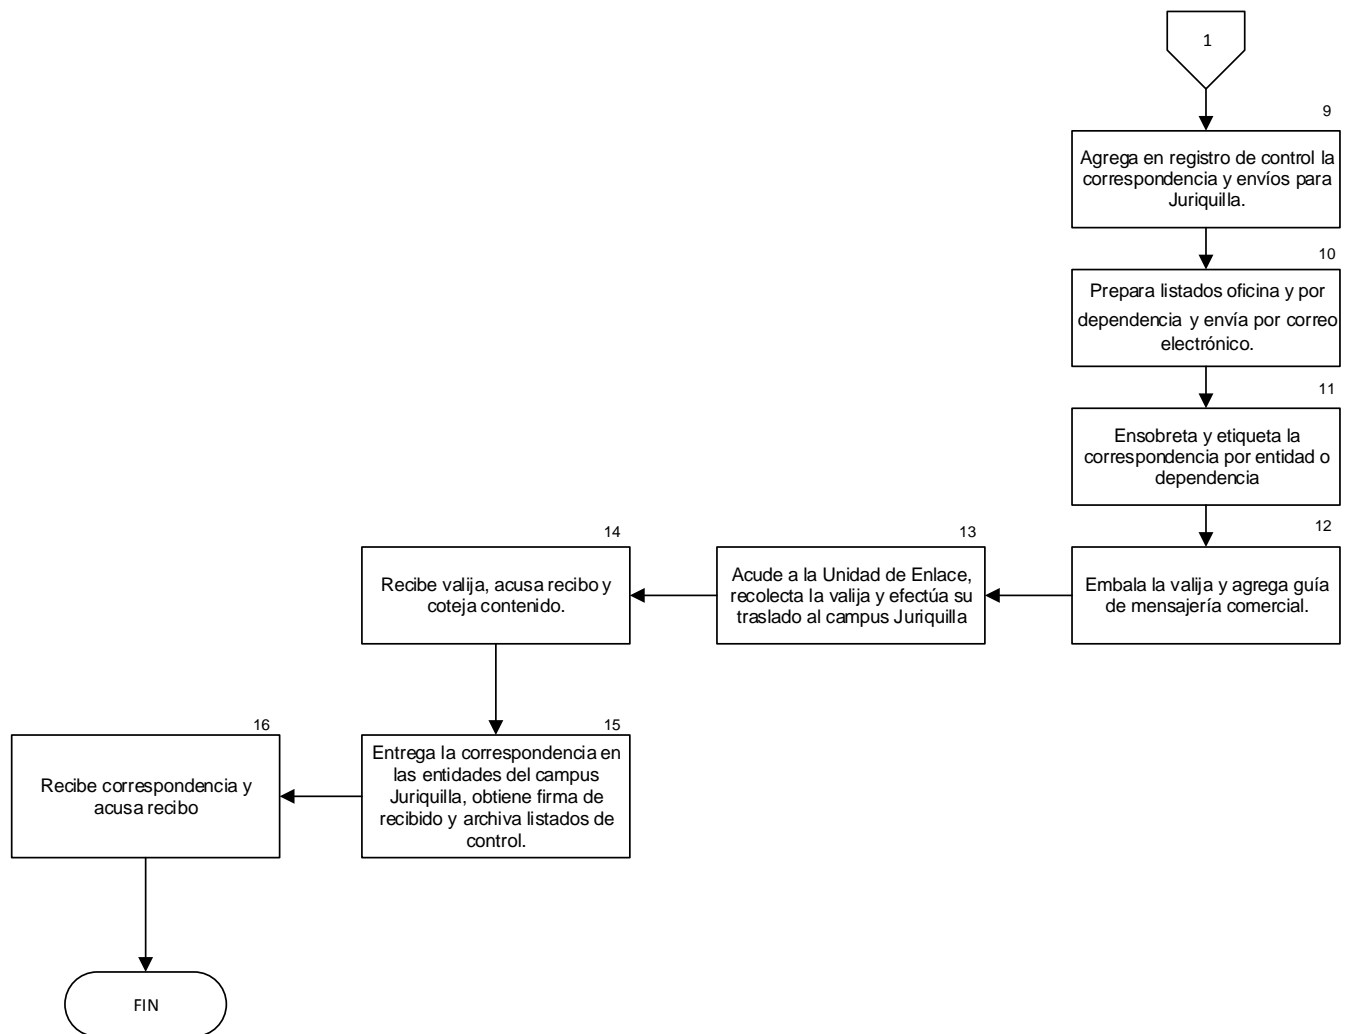 1
9
Agrega en registro de control la
correspondencia y envíos para
Juriquilla.
10
Prepara listados oficina y por
dependencia y envía por correo
electrónico.
11
Ensobreta y etiqueta la
correspondencia por entidad o
dependencia
12
Embala la valija y agrega guía
de mensajería comercial.
13
Acude a la Unidad de Enlace,
recolecta la valija y efectúa su
traslado al campus Juriquilla
14
Recibe valija, acusa recibo y
coteja contenido.
15
Entrega la correspondencia en
las entidades del campus
Juriquilla, obtiene firma de
recibido y archiva listados de
control.
16
Recibe correspondencia y
acusa recibo
FIN